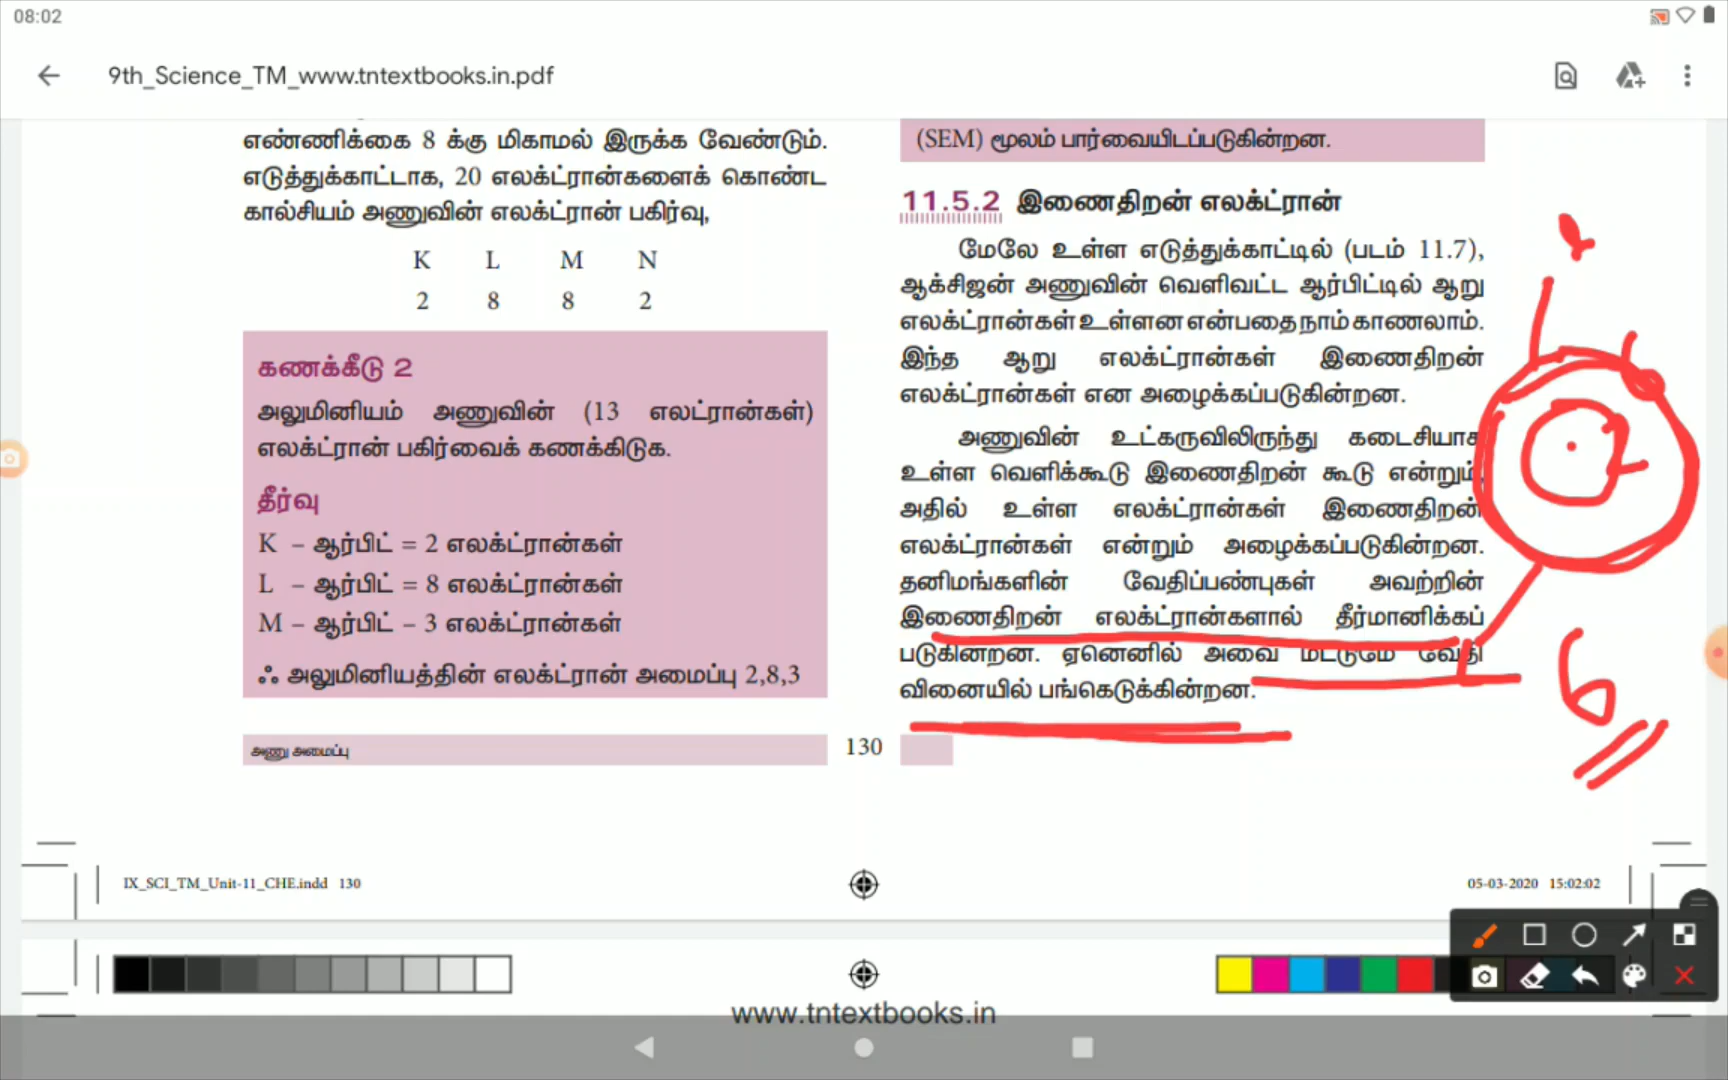 08:02
9th_Science_TM_www.tntextbooks.in.pdf
எண்ணிக்கை 8 க்கு மிகாமல் இருக்க வேண்டும்.
எடுத்துக்காட்டாக, 20 எலக்ட்ரான்களைக் கொண்ட
கால்சியம் அணுவின் எலக்ட்ரான் பகிர்வு,
K L M N
2 8 8 2
கணக்கீடு 2
அலுமினியம் அணுவின் (13 எலட்ரான்கள்)
எலக்ட்ரான் பகிர்வைக் கணக்கிடுக.
தீர்வு
K – ஆர்பிட் = 2 எலக்ட்ரான்கள்
L – ஆர்பிட் = 8 எலக்ட்ரான்கள்
M – ஆர்பிட் – 3 எலக்ட்ரான்கள்
ஃ அலுமினியத்தின் எலக்ட்ரான் அமைப்பு 2,8,3
(SEM) மூலம் பார்வையிடப்படுகின்றன.
11.5.2 இணைதிறன் எலக்ட்ரான்
மேலே உள்ள எடுத்துக்காட்டில் (படம் 11.7),
ஆக்சிஜன் அணுவின் வெளிவட்ட ஆர்பிட்டில் ஆறு
எலக்ட்ரான்கள் உள்ளன என்பதை நாம் காணலாம்.
இந்த ஆறு எலக்ட்ரான்கள் இணைதிறன்
எலக்ட்ரான்கள் என அழைக்கப்படுகின்றன.
அணுவின் உட்கருவிலிருந்து கடைசியாக
உள்ள வெளிக்கூடு இணைதிறன் கூடு என்றும்,
அதில் உள்ள எலக்ட்ரான்கள் இணைதிறன்
எலக்ட்ரான்கள் என்றும் அழைக்கப்படுகின்றன.
தனிமங்களின் வேதிப்பண்புகள் அவற்றின்
இணைதிறன் எலக்ட்ரான்களால் தீர்மானிக்கப்
படுகின்றன. ஏனெனில் அவை மட்டுமே வேதி
வினையில் பங்கெடுக்கின்றன.
6
அணு அமைப்பு
130
IX_SCI_TM_Unit-11_CHE.indd 130
05-03-2020 15:02:02
www.tntextbooks.in